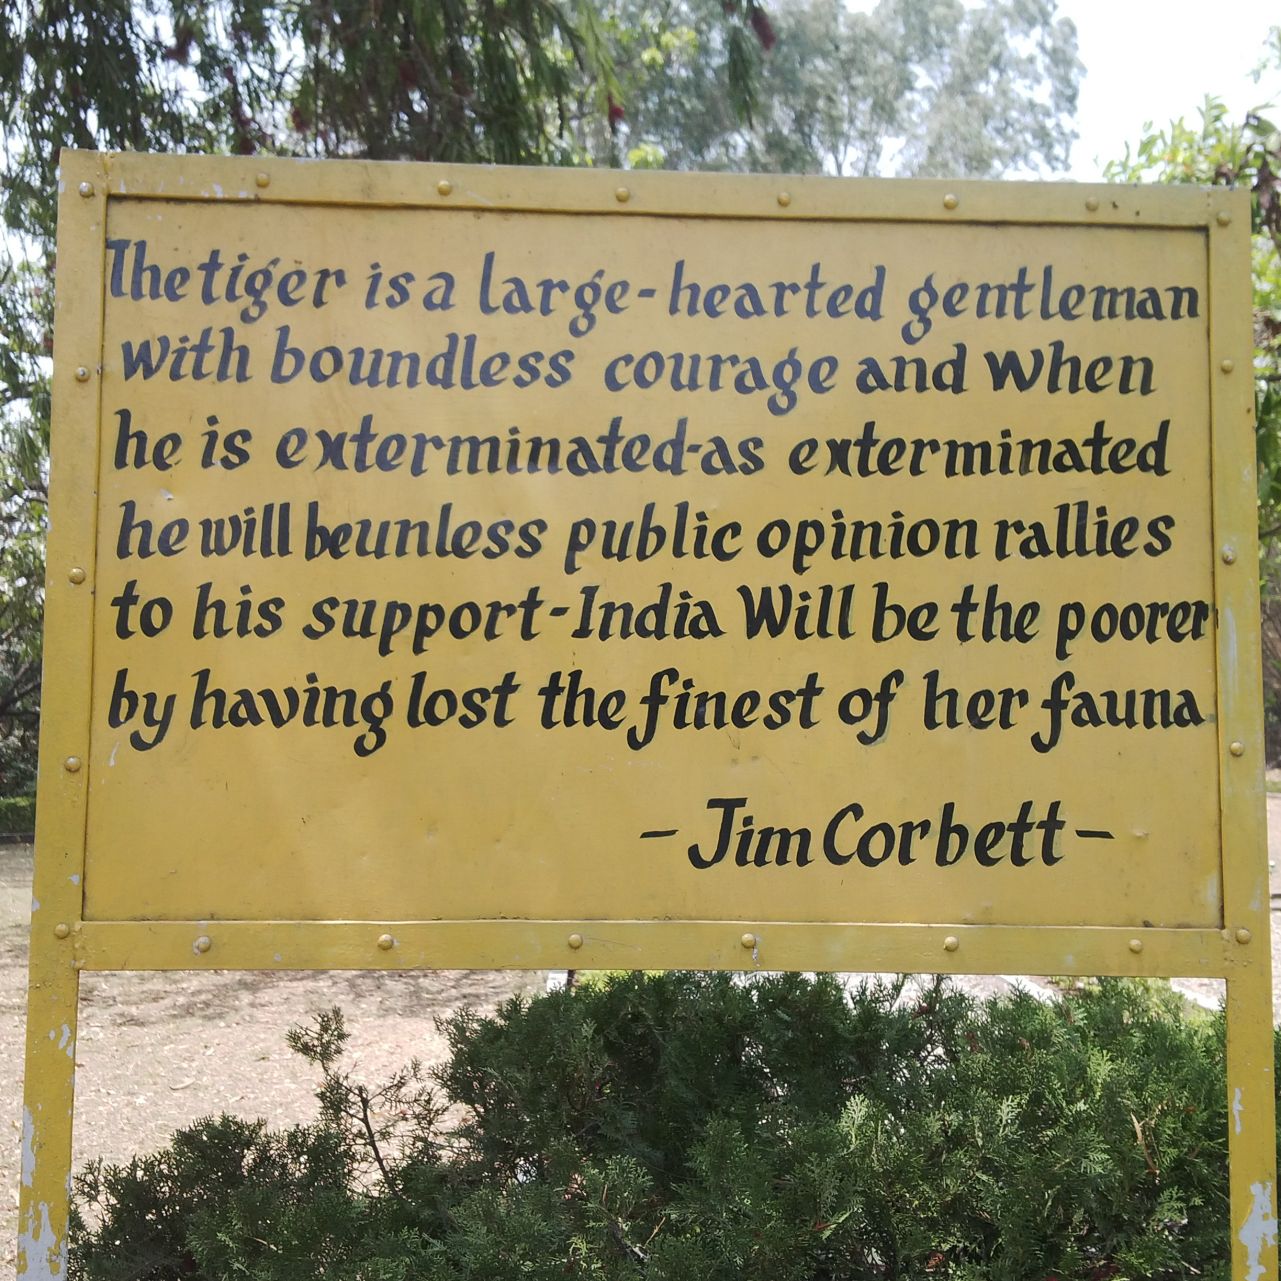 The tiger is a large-hearted gentleman
with boundless courage and when
he is exterminated-as exterminated
he will be unless public opinion rallies
to his support-India Will be the poorer
by having lost the finest of her fauna
- Jim Corbett -